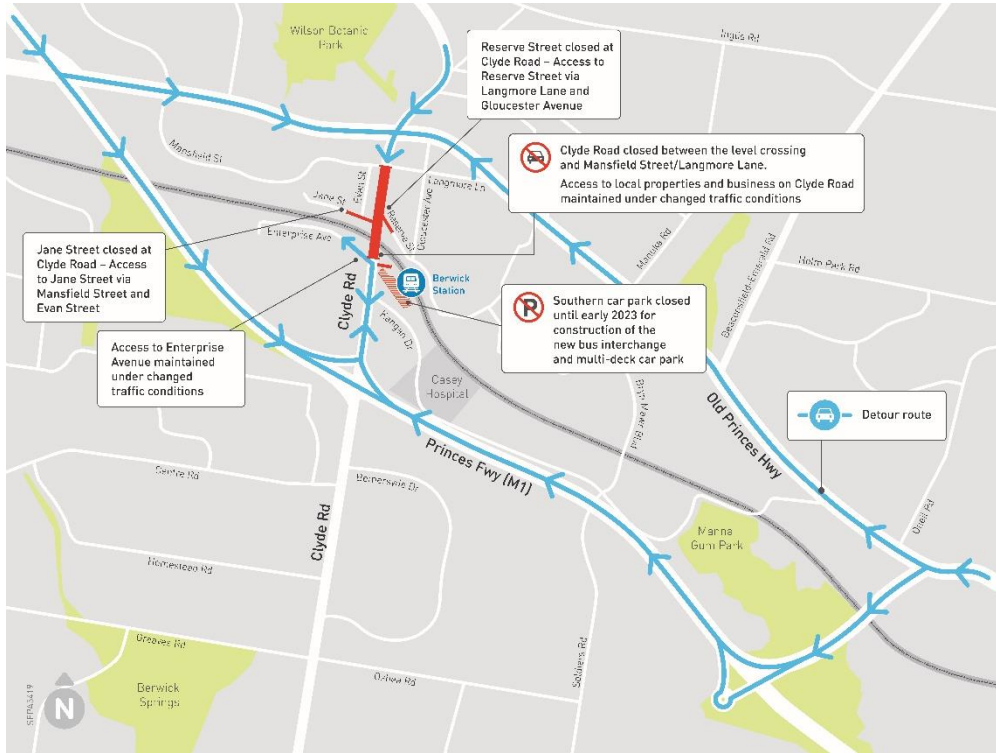 Wilson Botanic
Park
Inglis Rd
Reserve Street closed at
Clyde Road – Access to
Reserve Street via
Langmore Lane and
Gloucester Avenue
Clyde Road closed between the level crossing
and Mansfield Street/Langmore Lane.
Access to local properties and business on Clyde Road
maintained under changed traffic conditions
Mansfield St
Langmore Ln
Evan St
Jane St
Reserve St
Gloucester Ave
Enterprise Ave
Manuka Rd
Beaconsfield-Emerald Rd
Holm Park Rd
Jane Street closed at
Clyde Road – Access
to Jane Street via
Mansfield Street and
Evan Street
Clyde Rd
Berwick
Station
P
Southern car park closed
until early 2023 for
construction of the
new bus interchange
and multi-deck car park
Kangan Dr
Access to Enterprise
Avenue maintained
under changed
traffic conditions
Casey
Hospital
Old Princes Hwy
Detour route
Princes Fwy (M1)
Centre Rd
Bemersyde Dr
Clyde Rd
Oneil Rd
Manna
Gum Park
Homestead Rd
Greaves Rd
Soldiers Rd
Berwick
Springs
N